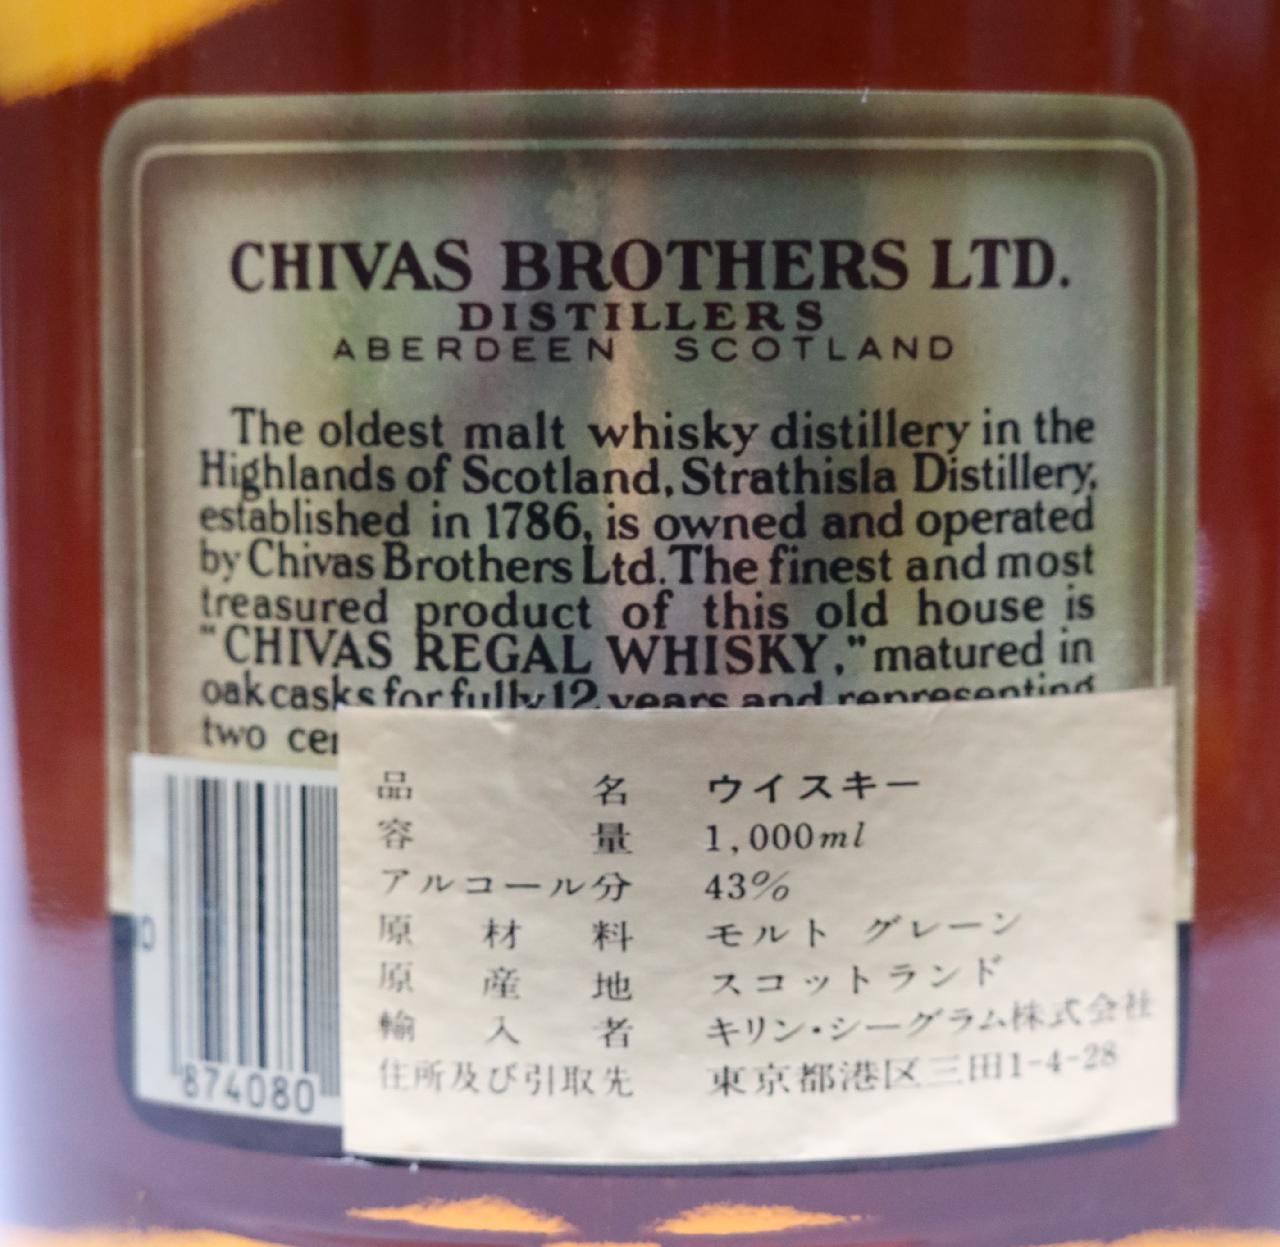 CHIVAS BROTHERS LTD.
DISTILLERS
ABERDEEN SCOTLAND
The oldest malt whisky distillery in the
Highlands of Scotland, Strathisla Distillery,
established in 1786, is owned and operated
by Chivas Brothers Ltd. The finest and most
treasured product of this old house is
"CHIVAS REGAL WHISKY," matured in
oak casks for fully 12 years and representing
two
品名 ウイスキー
容量 1,000ml
アルコール分 43%
原材料 モルト グレーン
原産地 スコットランド
輸入者 キリン・シーグラム株式会社
住所及び引取先 東京都港区三田1-4-28
874080